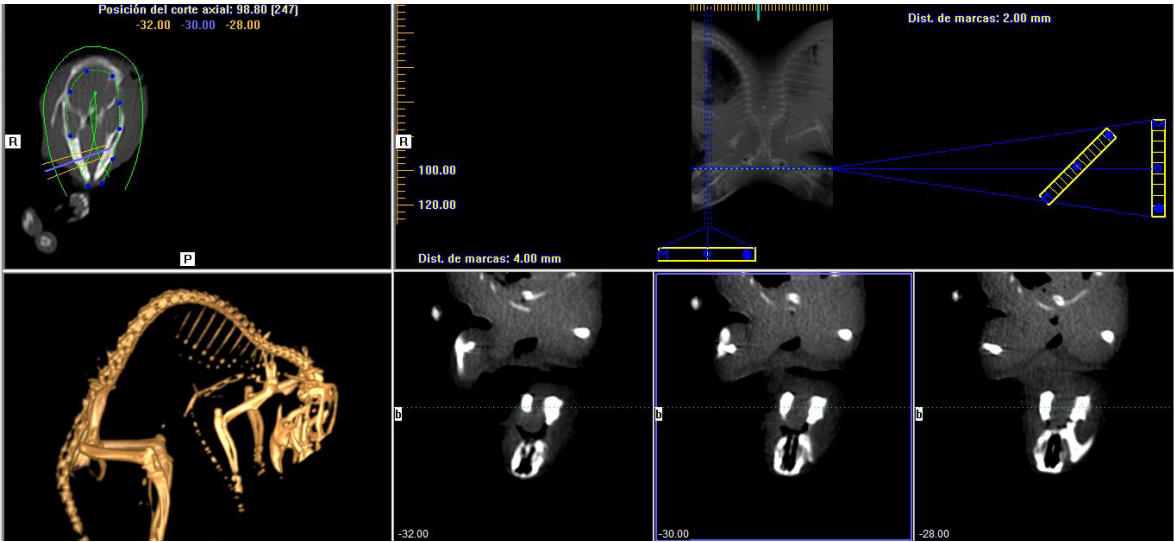 Posición del corte axial: 98.80 [247]
-32.00 -30.00 -28.00
R
P
Dist. de marcas: 2.00 mm
R
100.00
120.00
Dist. de marcas: 4.00 mm
M
M
b
-32.00
b
-30.00
b
-28.00